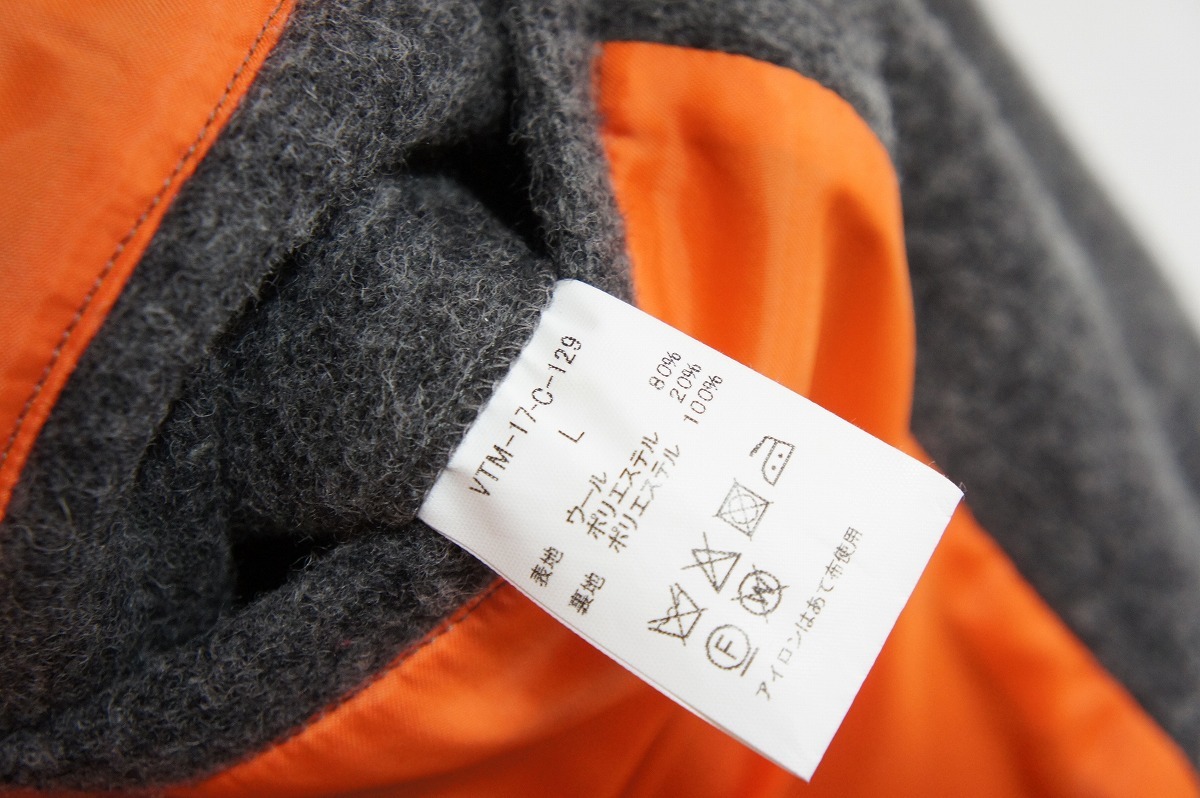 VTM-17-C-129
L
表地 ウール 80%
ポリエステル 20%
裏地 ポリエステル 100%
F
W
アイロンはあて布使用